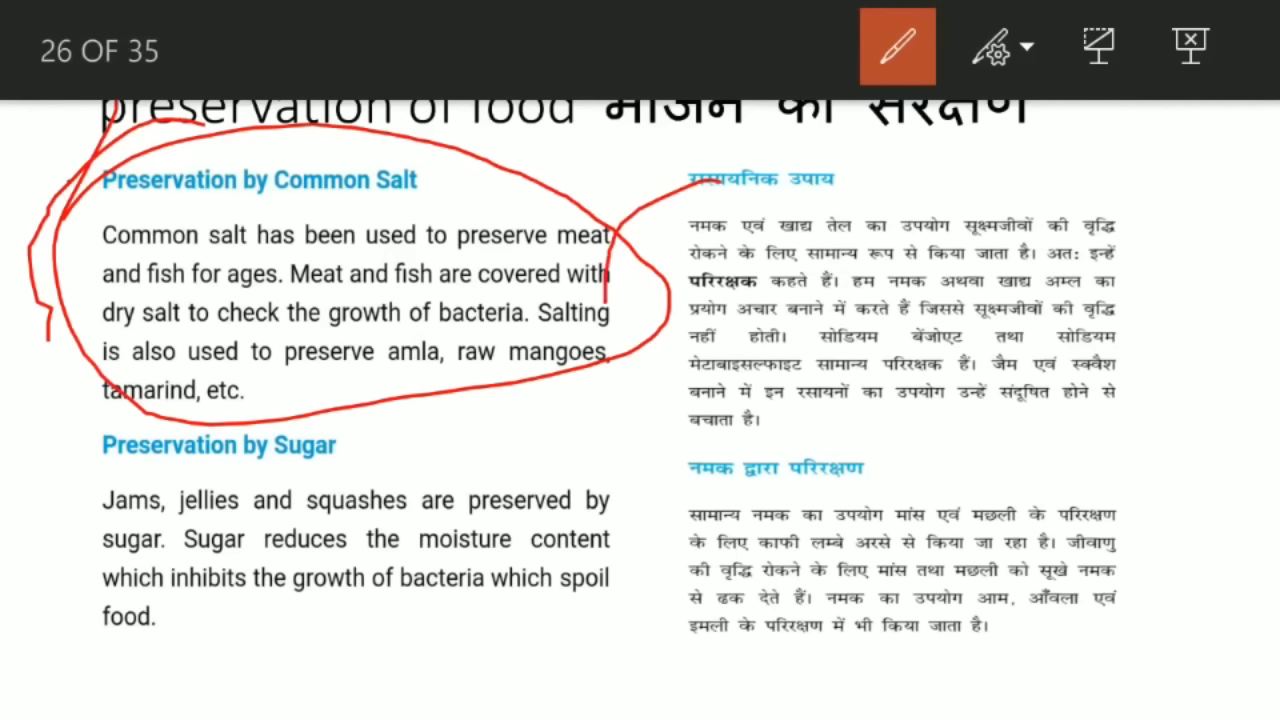 26 OF 35
preservation of food भोजन का संरक्षण
Preservation by Common Salt
Common salt has been used to preserve meat
and fish for ages. Meat and fish are covered with
dry salt to check the growth of bacteria. Salting
is also used to preserve amla, raw mangoes,
tamarind, etc.
Preservation by Sugar
Jams, jellies and squashes are preserved by
sugar. Sugar reduces the moisture content
which inhibits the growth of bacteria which spoil
food.
रासायनिक उपाय
नमक एवं खाद्य तेल का उपयोग सूक्ष्मजीवों की वृद्धि
रोकने के लिए सामान्य रूप से किया जाता है। अतः इन्हें
परिरक्षक कहते हैं। हम नमक अथवा खाद्य अम्ल का
प्रयोग अचार बनाने में करते हैं जिससे सूक्ष्मजीवों की वृद्धि
नहीं होती। सोडियम बेंजोएट तथा सोडियम
मेटाबाइसल्फाइट सामान्य परिरक्षक हैं। जैम एवं स्क्वैश
बनाने में इन रसायनों का उपयोग उन्हें संदूषित होने से
बचाता है।
नमक द्वारा परिरक्षण
सामान्य नमक का उपयोग मांस एवं मछली के परिरक्षण
के लिए काफी लम्बे अरसे से किया जा रहा है। जीवाणु
की वृद्धि रोकने के लिए मांस तथा मछली को सूखे नमक
से ढक देते हैं। नमक का उपयोग आम, आँवला एवं
इमली के परिरक्षण में भी किया जाता है।